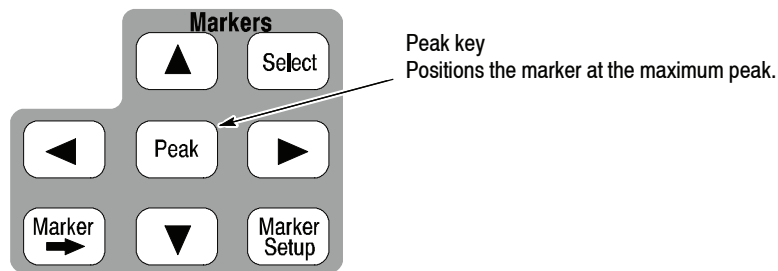 Markers
Select
Peak key
Positions the marker at the maximum peak.
Peak
Marker
Marker
Setup